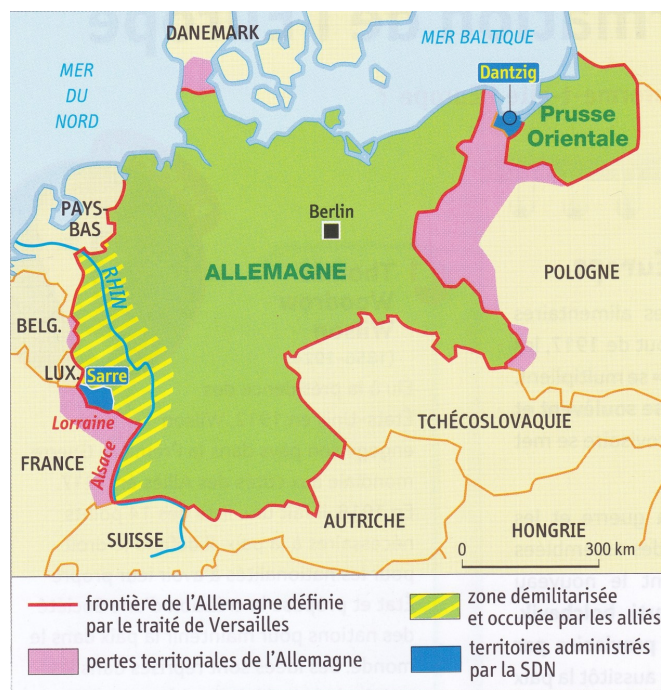 DANEMARK
MER BALTIQUE
MER
DU
NORD
Dantzig
Prusse
Orientale
PAYS-
BAS
Berlin
RHIN
ALLEMAGNE
POLOGNE
BELG.
LUX.
Sarre
Lorraine
Alsace
TCHÉCOSLOVAQUIE
FRANCE
AUTRICHE
SUISSE
HONGRIE
0 300 km
frontière de l'Allemagne définie
par le traité de Versailles
pertes territoriales de l'Allemagne
zone démilitarisée
et occupée par les alliés
territoires administrés
par la SDN